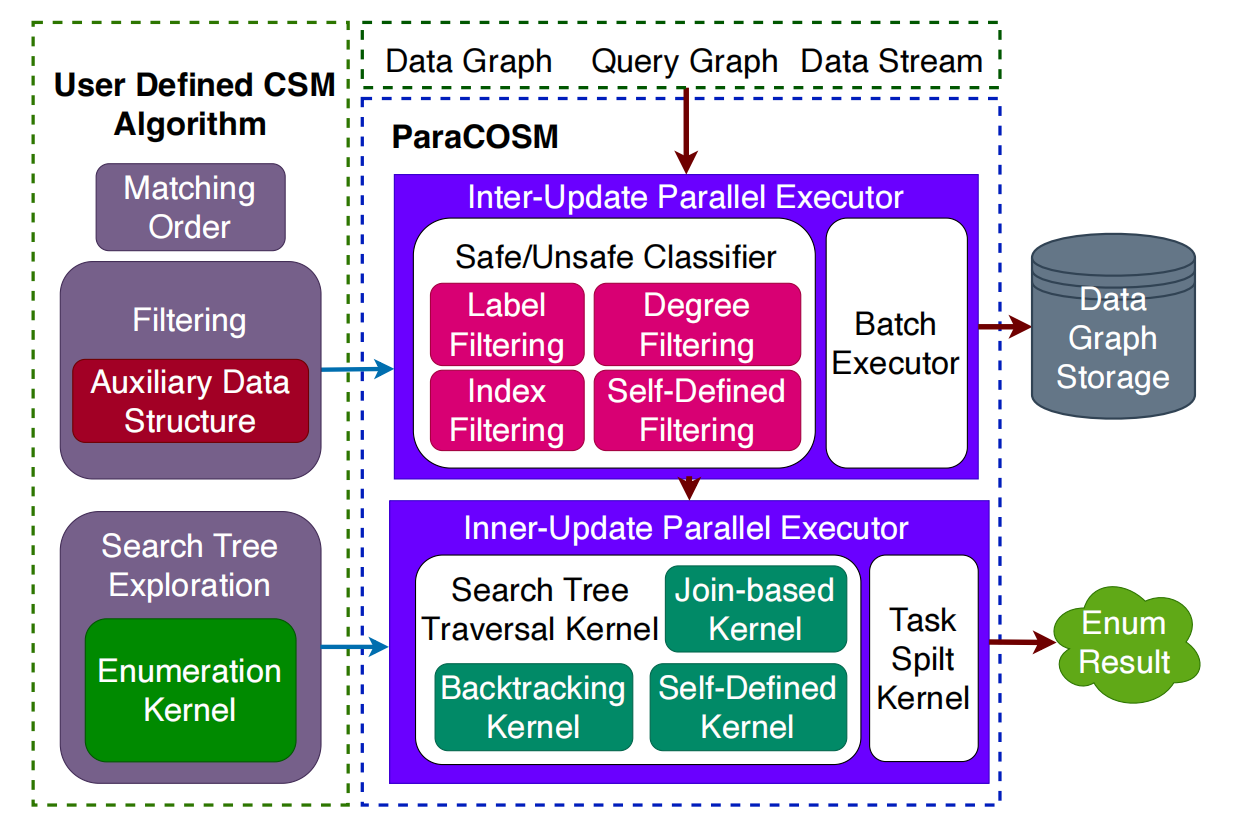 User Defined CSM
Algorithm
Matching
Order
Filtering
Auxiliary Data
Structure
Search Tree
Exploration
Enumeration
Kernel
Data Graph
Query Graph
Data Stream
ParaCOSM
Inter-Update Parallel Executor
Safe/Unsafe Classifier
Label
Filtering
Degree
Filtering
Index
Filtering
Self-Defined
Filtering
Batch
Executor
Inner-Update Parallel Executor
Search Tree
Traversal Kernel
Join-based
Kernel
Backtracking
Kernel
Self-Defined
Kernel
Task
Spilt
Kernel
Data
Graph
Storage
Enum
Result